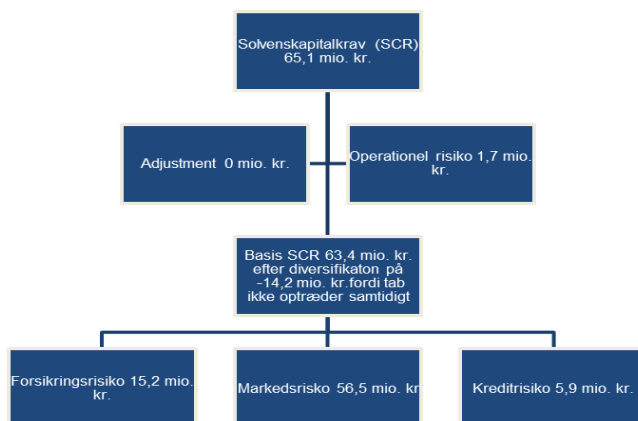 Solvenskapitalkrav (SCR)
65,1 mio. kr.
Adjustment 0 mio. kr.
Operationel risiko 1,7 mio.
kr.
Basis SCR 63,4 mio. kr.
efter diversifikaton på
-14,2 mio. kr.fordi tab
ikke optræder samtidigt
Forsikringsrisiko 15,2 mio.
kr.
Markedsrisko 56,5 mio. kr
Kreditrisiko 5,9 mio. kr.